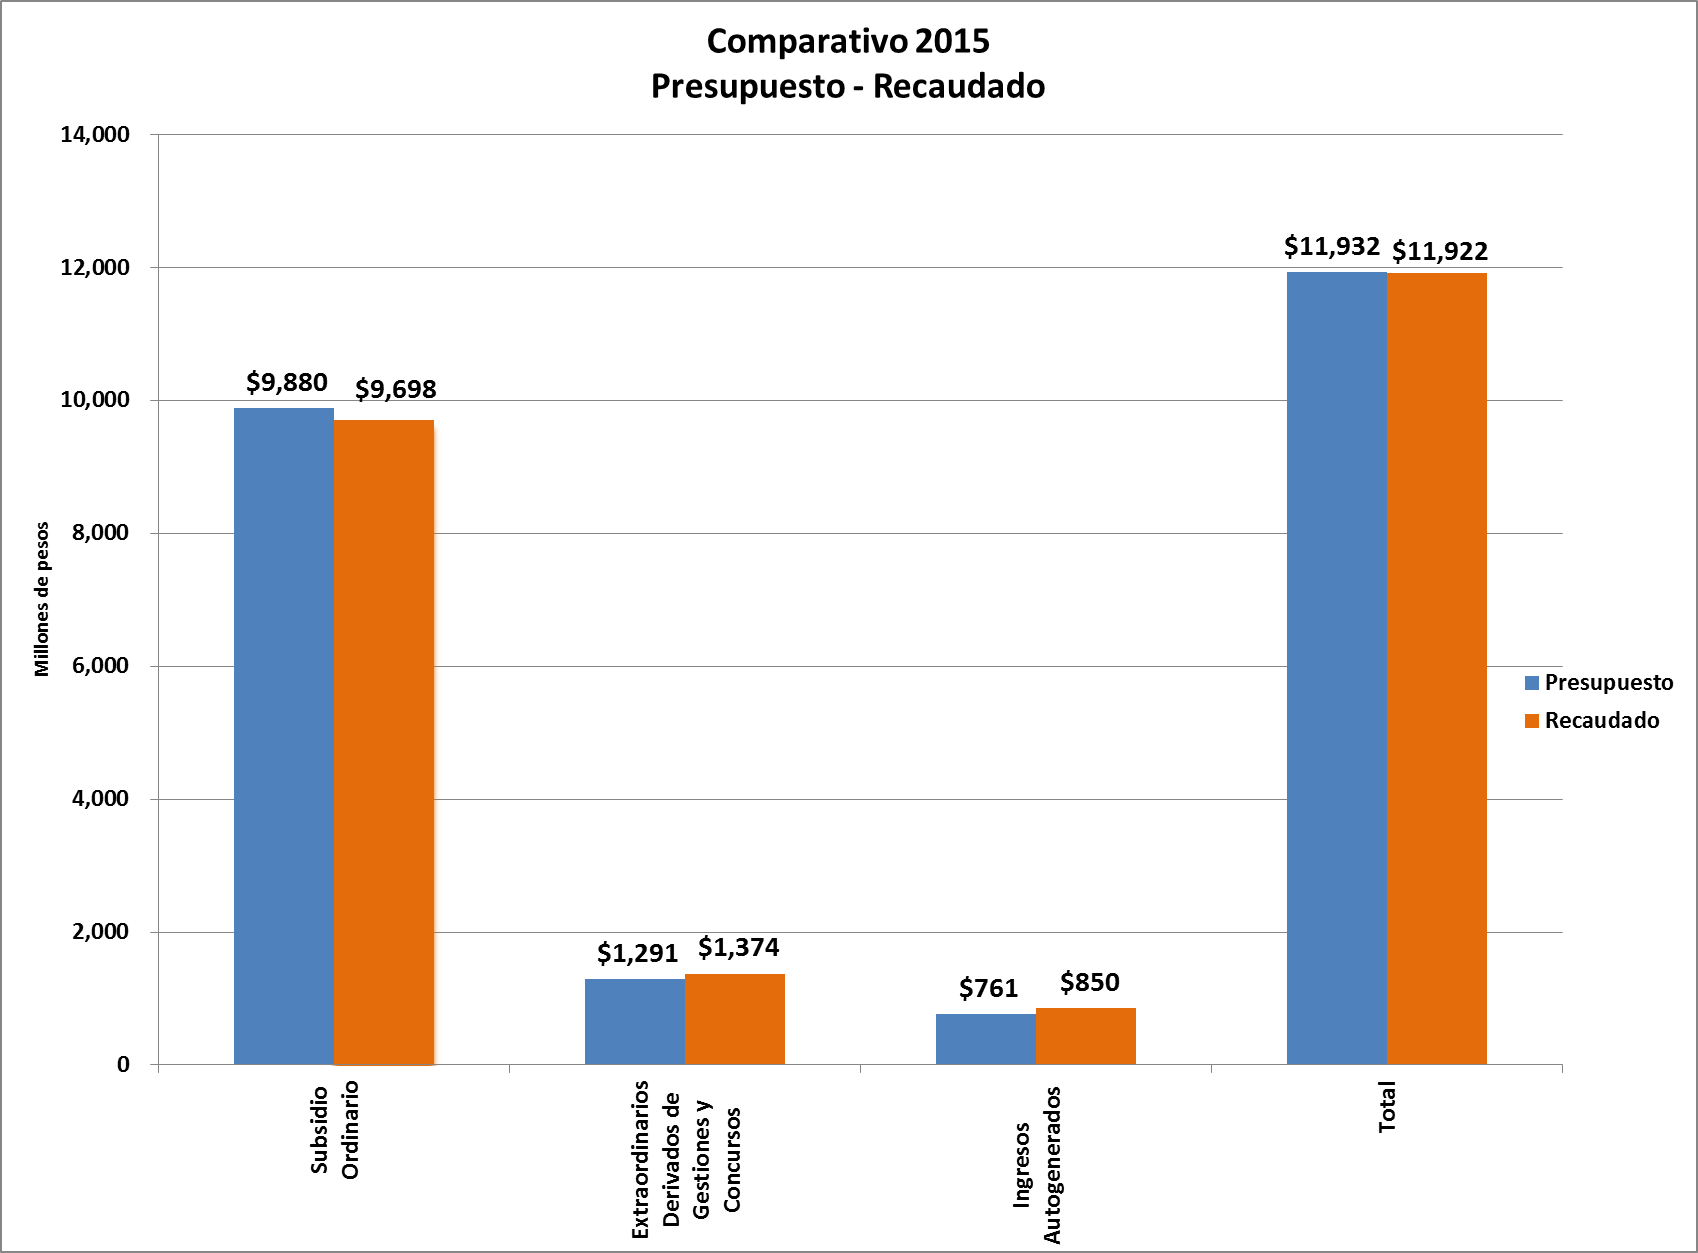 Comparativo 2015
Presupuesto - Recaudado
14,000
12,000
10,000
8,000
6,000
4,000
2,000
0
Millones de pesos
$9,880
$9,698
$1,291
$1,374
$761
$850
$11,932
$11,922
Subsidio
Ordinario
Extraordinarios
Derivados de
Gestiones y
Concursos
Ingresos
Autogenerados
Total
Presupuesto
Recaudado